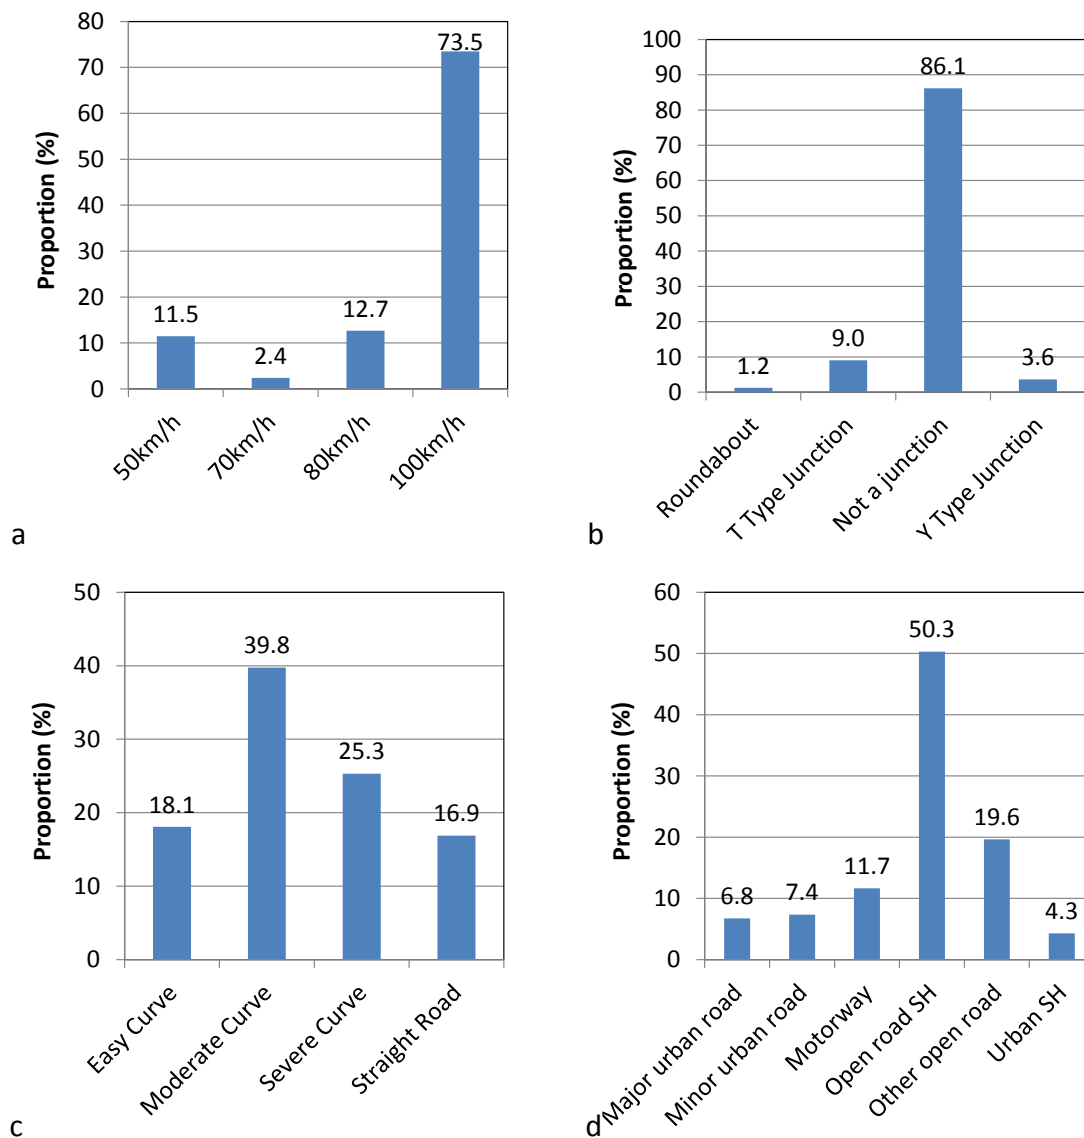 80
70
60
50
40
30
20
10
0
Proportion (%)
11.5
2.4
12.7
73.5
50km/h
70km/h
80km/h
100km/h
a
100
90
80
70
60
50
40
30
20
10
0
Proportion (%)
1.2
9.0
86.1
3.6
Roundabout
T Type Junction
Not a junction
Y Type Junction
b
50
40
30
20
10
0
Proportion (%)
18.1
39.8
25.3
16.9
Easy Curve
Moderate Curve
Severe Curve
Straight Road
c
60
50
40
30
20
10
0
Proportion (%)
6.8
7.4
11.7
50.3
19.6
4.3
Major urban road
Minor urban road
Motorway
Open road SH
Other open road
Urban SH
d